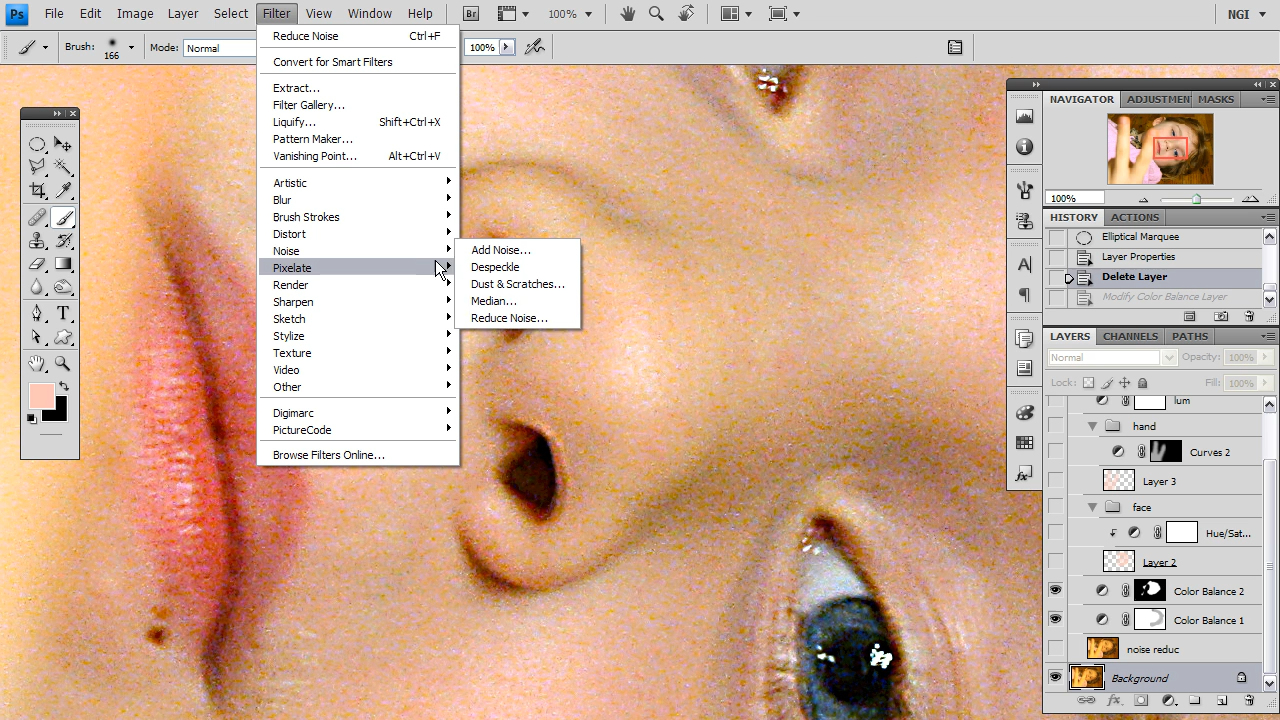 Ps File Edit Image Layer Select Filter View Window Help Br 100% NGI
Brush: 166 Mode: Normal 100%
Reduce Noise Ctrl+F
Convert for Smart Filters
Extract...
Filter Gallery...
Liquify... Shift+Ctrl+X
Pattern Maker...
Vanishing Point... Alt+Ctrl+V
Artistic
Blur
Brush Strokes
Distort
Noise
Pixelate
Render
Sharpen
Sketch
Stylize
Texture
Video
Other
Digimarc
PictureCode
Browse Filters Online...
Add Noise...
Despeckle
Dust & Scratches...
Median...
Reduce Noise...
NAVIGATOR ADJUSTMEN MASKS
100%
HISTORY ACTIONS
Elliptical Marquee
Layer Properties
Delete Layer
Modify Color Balance Layer
LAYERS CHANNELS PATHS
Normal Opacity: 100%
Lock: Fill: 100%
lum
hand
Curves 2
Layer 3
face
Hue/Sat...
Layer 2
Color Balance 2
Color Balance 1
noise reduc
Background